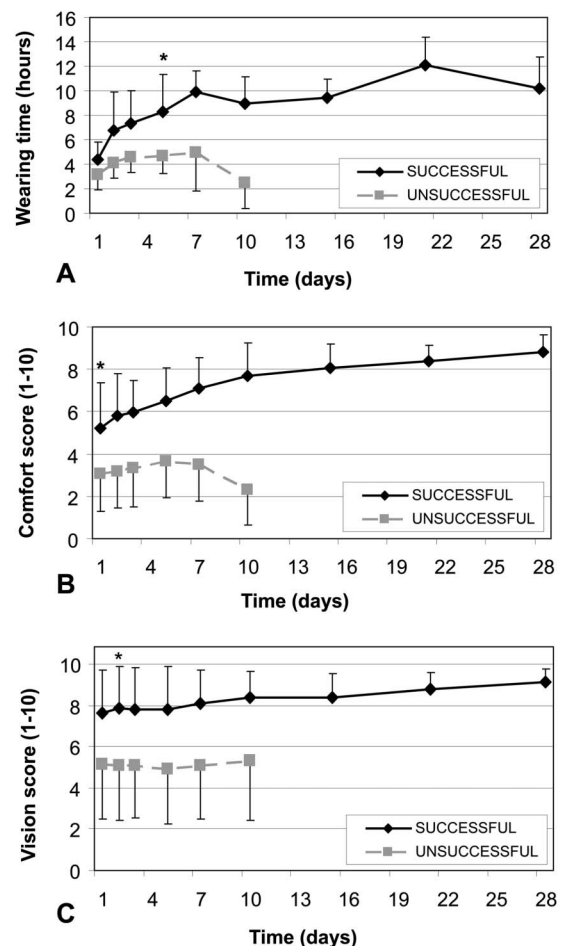 16
14
12
10
8
6
4
2
0
Wearing time (hours)
*
SUCCESSFUL
UNSUCCESSFUL
1 4 7 10 13 16 19 22 25 28
Time (days)
A
10
8
6
4
2
0
Comfort score (1-10)
*
SUCCESSFUL
UNSUCCESSFUL
1 4 7 10 13 16 19 22 25 28
Time (days)
B
10
8
6
4
2
0
Vision score (1-10)
*
SUCCESSFUL
UNSUCCESSFUL
1 4 7 10 13 16 19 22 25 28
Time (days)
C